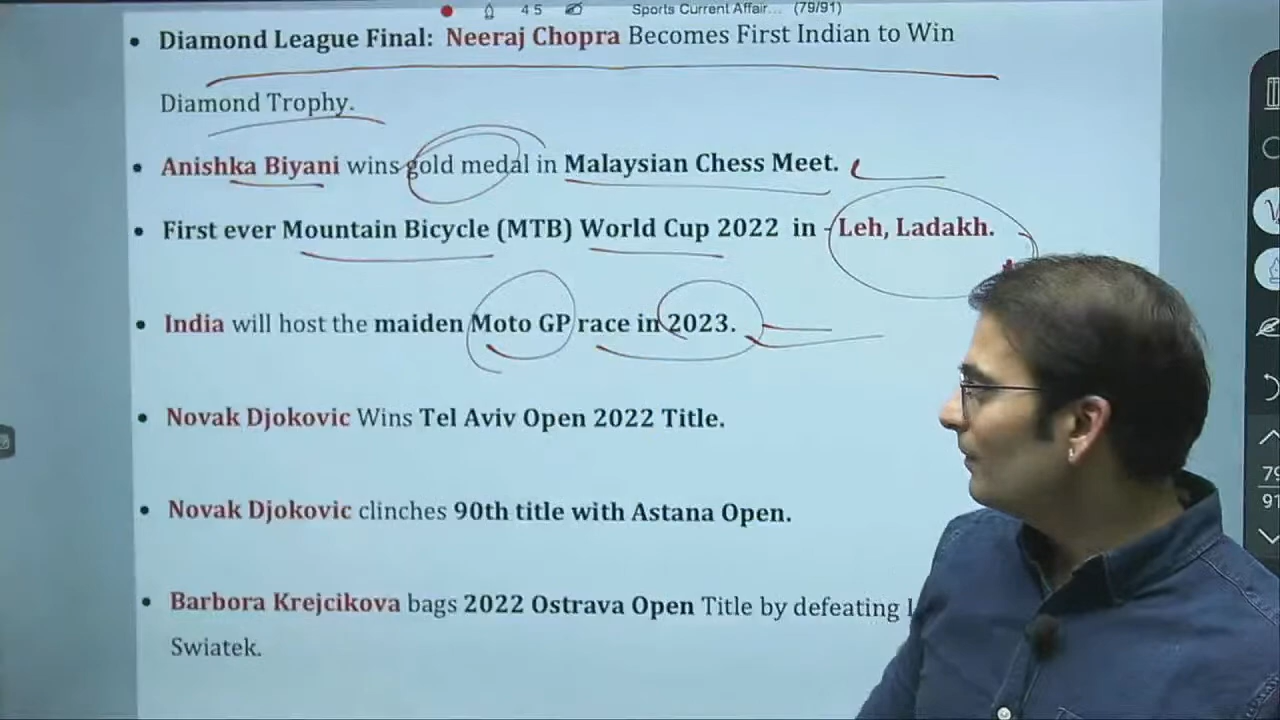 45 Sports Current Affair... (79/91)
• Diamond League Final: Neeraj Chopra Becomes First Indian to Win
Diamond Trophy.
• Anishka Biyani wins gold medal in Malaysian Chess Meet.
• First ever Mountain Bicycle (MTB) World Cup 2022 in - Leh, Ladakh.
• India will host the maiden Moto GP race in 2023.
• Novak Djokovic Wins Tel Aviv Open 2022 Title.
• Novak Djokovic clinches 90th title with Astana Open.
• Barbora Krejcikova bags 2022 Ostrava Open Title by defeating
Swiatek.
79
91